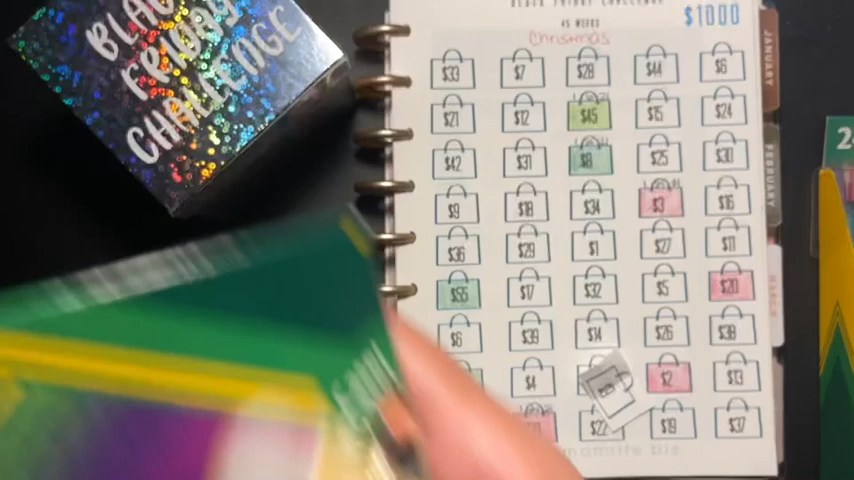 BLACK
FRIDAY
CHALLENGE
BLACK FRIDAY CHALLENGE
45 WEEKS
$1000
Christmas
$33 $7 $28 $44 $6
$21 $12 $45 $15 $24
$42 $31 $8 $25 $30
$9 $18 $34 $3 $16
$36 $29 $1 $27 $11
$55 $17 $32 $5 $20
$6 $39 $14 $26 $38
$4 $2 $13
$22 $19 $37
JANUARY
FEBRUARY
MARCH